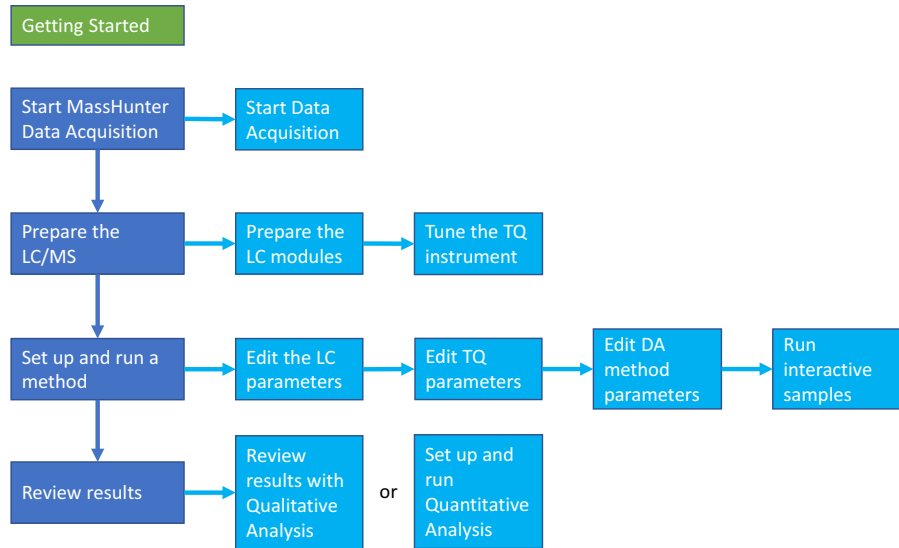 Getting Started
Start MassHunter
Data Acquisition
Start Data
Acquisition
Prepare the
LC/MS
Prepare the
LC modules
Tune the TQ
instrument
Set up and run a
method
Edit the LC
parameters
Edit TQ
parameters
Edit DA
method
parameters
Run
interactive
samples
Review results
Review
results with
Qualitative
Analysis
or
Set up and
run
Quantitative
Analysis